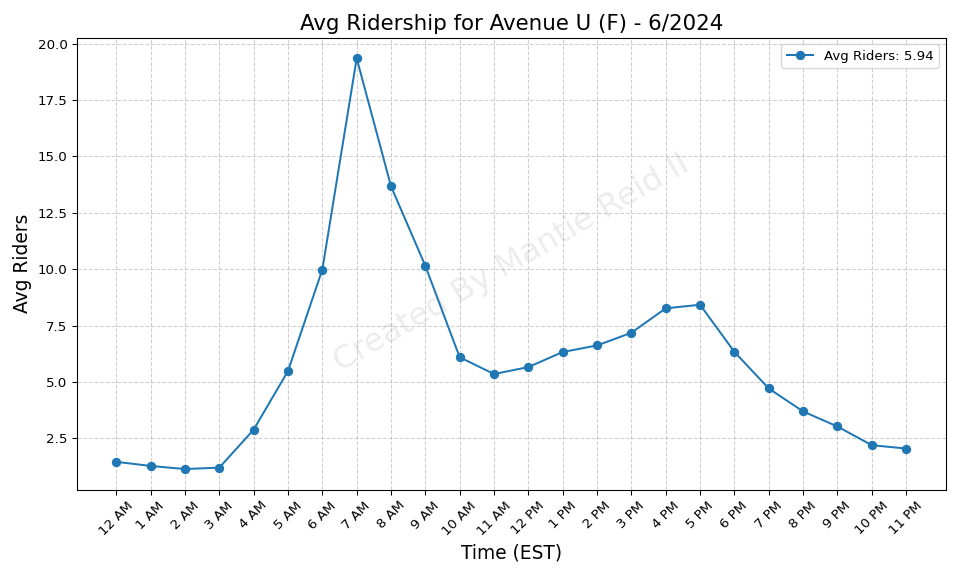 Avg Ridership for Avenue U (F) - 6/2024
Avg Riders: 5.94
20.0
17.5
15.0
12.5
10.0
7.5
5.0
2.5
Avg Riders
Created By Mantie Reid II
12 AM
1 AM
2 AM
3 AM
4 AM
5 AM
6 AM
7 AM
8 AM
9 AM
10 AM
11 AM
12 PM
1 PM
2 PM
3 PM
4 PM
5 PM
6 PM
7 PM
8 PM
9 PM
10 PM
11 PM
Time (EST)